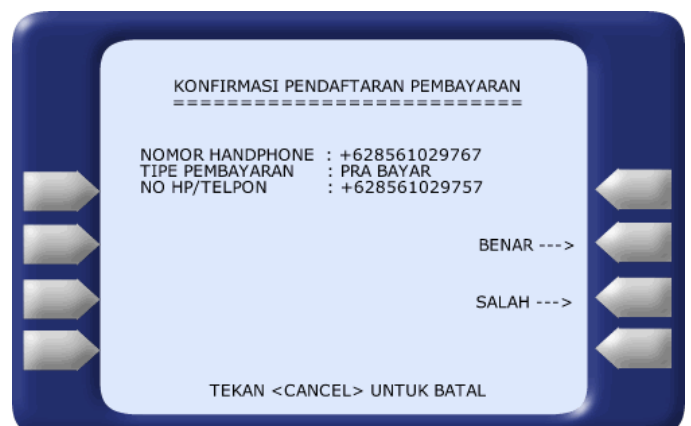 KONFIRMASI PENDAFTARAN PEMBAYARAN
==========================
NOMOR HANDPHONE : +628561029767
TIPE PEMBAYARAN : PRA BAYAR
NO HP/TELPON : +628561029757
BENAR --->
SALAH --->
TEKAN <CANCEL> UNTUK BATAL